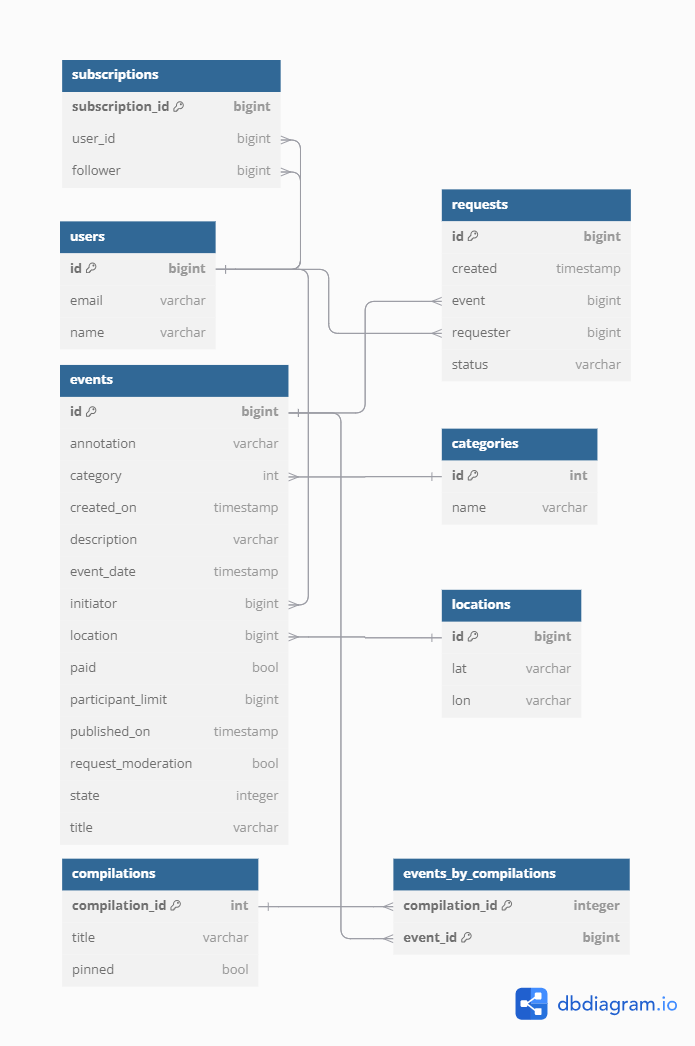 subscriptions
subscription_id bigint
user_id bigint
follower bigint
users
id bigint
email varchar
name varchar
events
id bigint
annotation varchar
category int
created_on timestamp
description varchar
event_date timestamp
initiator bigint
location bigint
paid bool
participant_limit bigint
published_on timestamp
request_moderation bool
state integer
title varchar
compilations
compilation_id int
title varchar
pinned bool
requests
id bigint
created timestamp
event bigint
requester bigint
status varchar
categories
id int
name varchar
locations
id bigint
lat varchar
lon varchar
events_by_compilations
compilation_id integer
event_id bigint
dbdiagram.io